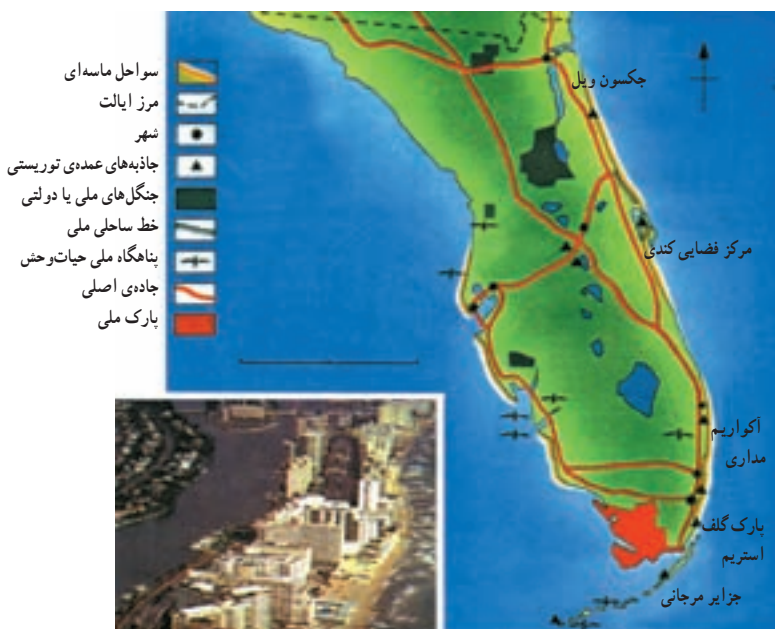 سواحل ماسه‌ای
مرز ایالت
شهر
جاذبه‌های عمده‌ی توریستی
جنگل‌های ملی یا دولتی
خط ساحلی ملی
پناهگاه ملی حیات‌وحش
جاده‌ی اصلی
پارک ملی
جکسون ویل
مرکز فضایی کندی
آکواریم
مداری
پارک گلف
استریم
جزایر مرجانی